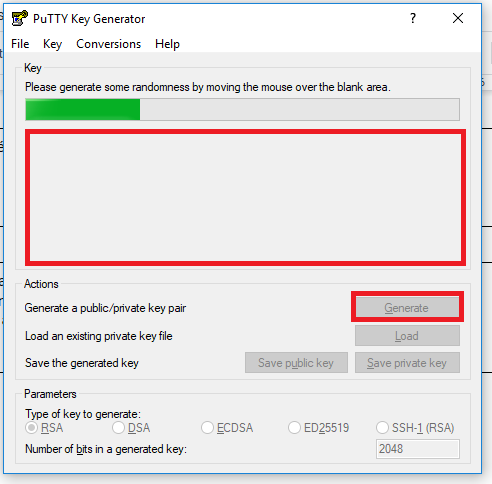 PuTTY Key Generator
File Key Conversions Help
Key
Please generate some randomness by moving the mouse over the blank area.
Actions
Generate a public/private key pair Generate
Load an existing private key file Load
Save the generated key Save public key Save private key
Parameters
Type of key to generate:
RSA DSA ECDSA ED25519 SSH-1 (RSA)
Number of bits in a generated key: 2048